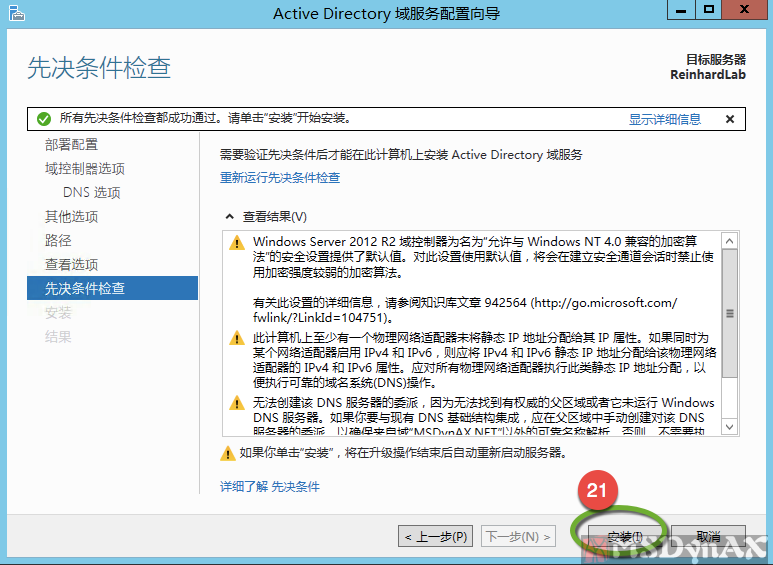 Active Directory 域服务配置向导
先决条件检查
目标服务器
ReinhardLab
所有先决条件检查都成功通过。请单击“安装”开始安装。
显示详细信息
部署配置
域控制器选项
DNS 选项
其他选项
路径
查看选项
先决条件检查
安装
结果
需要验证先决条件后才能在此计算机上安装 Active Directory 域服务
重新运行先决条件检查
查看结果(V)
Windows Server 2012 R2 域控制器为名为“允许与 Windows NT 4.0 兼容的加密算
法”的安全设置提供了默认值。对此设置使用默认值，将会在建立安全通道会话时禁止使
用加密强度较弱的加密算法。
有关此设置的详细信息，请参阅知识库文章 942564 (http://go.microsoft.com/
fwlink/?LinkId=104751)。
此计算机上至少有一个物理网络适配器未将静态 IP 地址分配给其 IP 属性。如果同时为
某个网络适配器启用 IPv4 和 IPv6，则应将 IPv4 和 IPv6 静态 IP 地址分配给该物理网络
适配器的 IPv4 和 IPv6 属性。应对所有物理网络适配器执行此类静态 IP 地址分配，以
便执行可靠的域名系统(DNS)操作。
无法创建该 DNS 服务器的委派，因为无法找到有权威的父区域或者它未运行 Windows
DNS 服务器。如果你要与现有 DNS 基础结构集成，应在父区域中手动创建对该 DNS
服务器的委派，以确保来自域“MSDynAX.NET”以外的可靠名称解析。否则，不需要执
如果你单击“安装”，将在升级操作结束后自动重新启动服务器。
详细了解 先决条件
21
< 上一步(P)
下一步(N) >
安装(I)
取消
MSDynAX